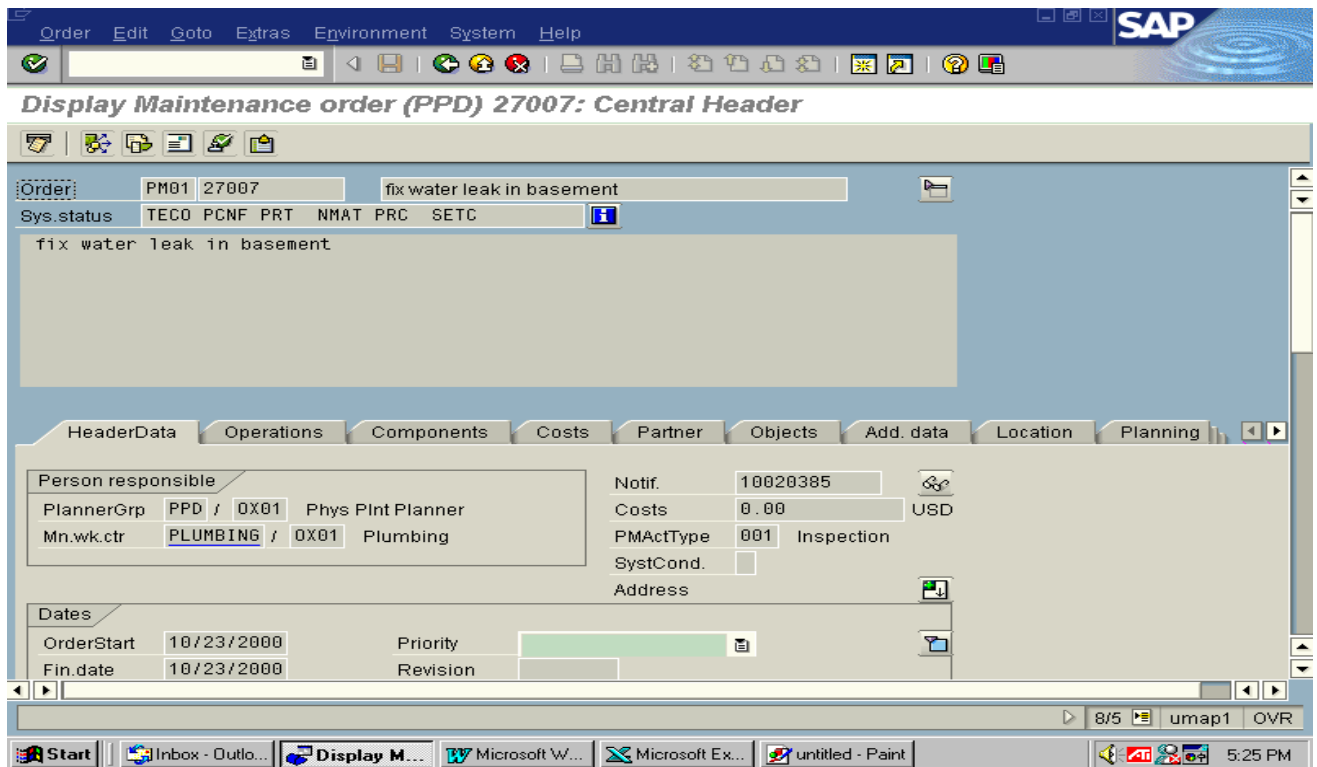 Order Edit Goto Extras Environment System Help
SAP
Display Maintenance order (PPD) 27007: Central Header
Order PM01 27007 fix water leak in basement
Sys.status TECO PCNF PRT NMAT PRC SETC
fix water leak in basement
HeaderData Operations Components Costs Partner Objects Add. data Location Planning
Person responsible
Notif. 10020385
PlannerGrp PPD / OX01 Phys Plnt Planner
Costs 0.00 USD
Mn.wk.ctr PLUMBING / OX01 Plumbing
PMActType 001 Inspection
SystCond.
Address
Dates
OrderStart 10/23/2000 Priority
Fin.date 10/23/2000 Revision
8/5 umap1 OVR
Start Inbox - Outlo... Display M... Microsoft W... Microsoft Ex... untitled - Paint ATI 5:25 PM